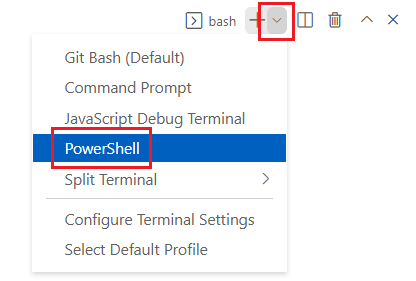 bash
Git Bash (Default)
Command Prompt
JavaScript Debug Terminal
PowerShell
Split Terminal
Configure Terminal Settings
Select Default Profile